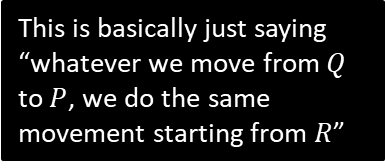 This is basically just saying
“whatever we move from Q
to P, we do the same
movement starting from R”